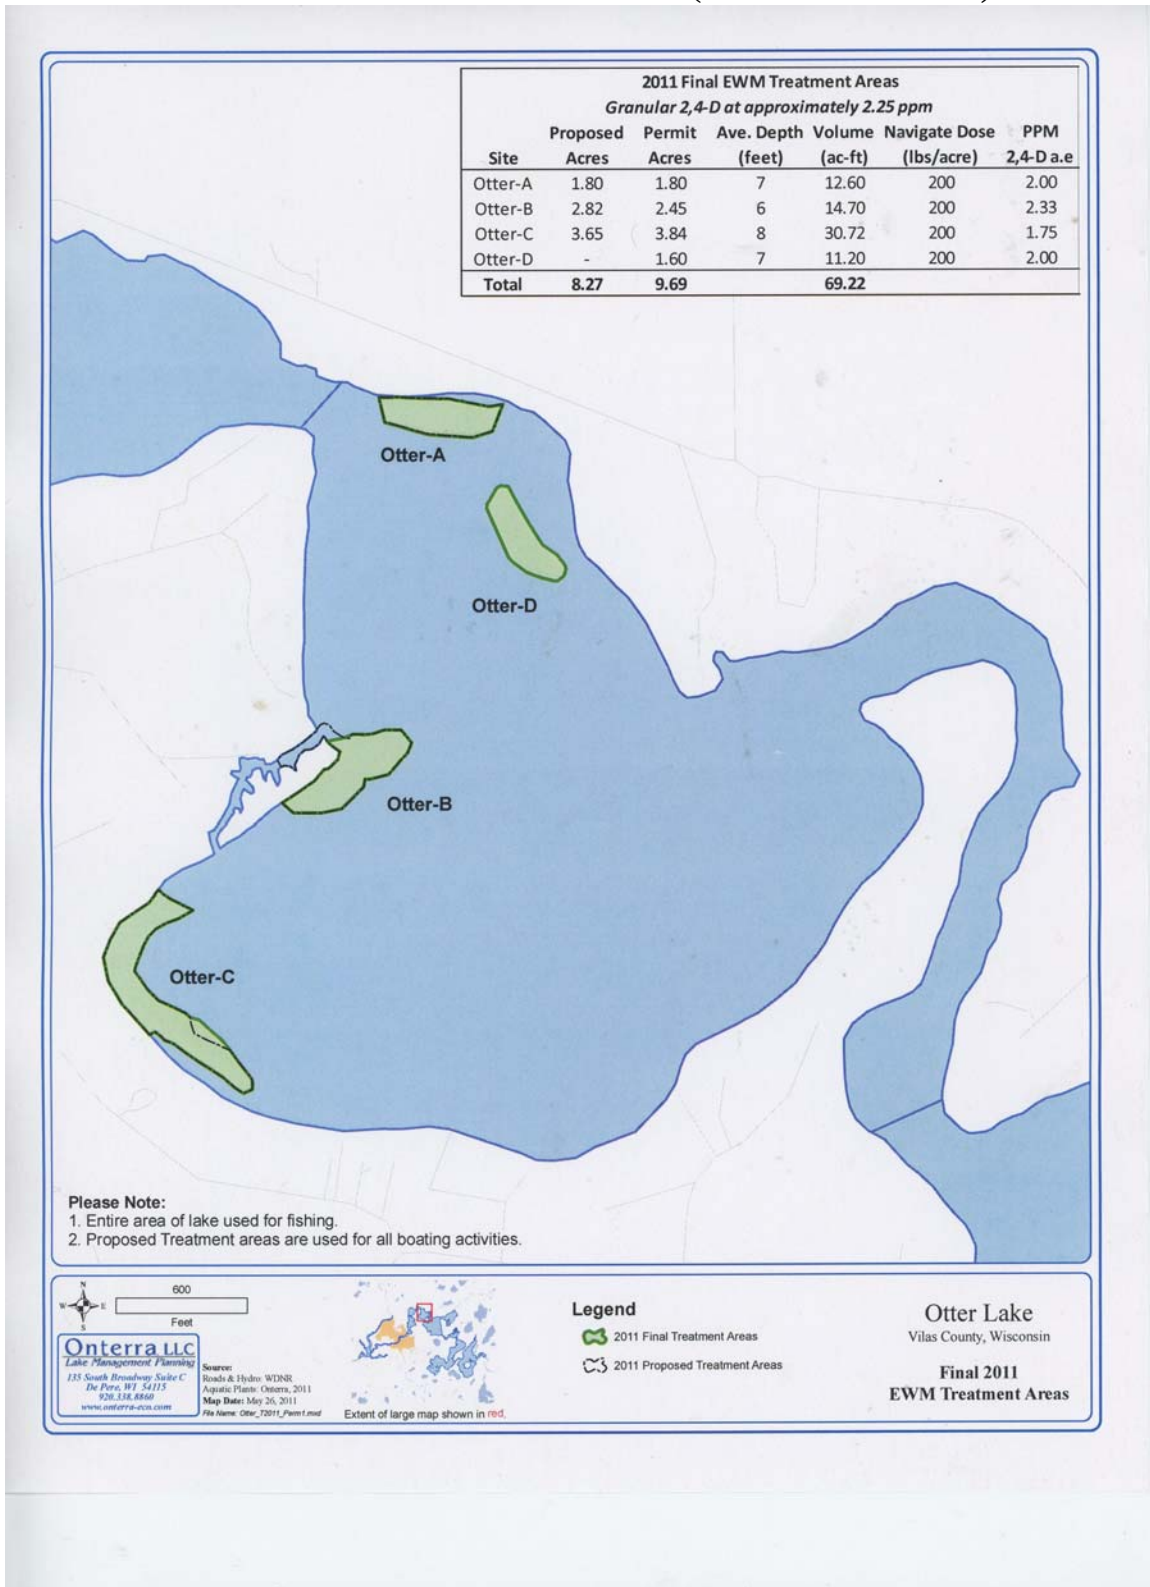 2011 Final EWM Treatment Areas
Granular 2,4-D at approximately 2.25 ppm
Proposed Permit Ave. Depth Volume Navigate Dose PPM
Site Acres Acres (feet) (ac-ft) (lbs/acre) 2,4-D a.e
Otter-A 1.80 1.80 7 12.60 200 2.00
Otter-B 2.82 2.45 6 14.70 200 2.33
Otter-C 3.65 3.84 8 30.72 200 1.75
Otter-D - 1.60 7 11.20 200 2.00
Total 8.27 9.69 69.22
Otter-A
Otter-D
Otter-B
Otter-C
Please Note:
1. Entire area of lake used for fishing.
2. Proposed Treatment areas are used for all boating activities.
N
W E
S
600
Feet
Onterra LLC
Lake Management Planning
135 South Broadway Suite C
De Pere, WI 54115
920.338.8860
www.onterra-eco.com
Source:
Roads & Hydro: WDNR
Aquatic Plants: Onterra, 2011
Map Date: May 26, 2011
File Name: Otter_T2011_Perm1.mxd
Extent of large map shown in red.
Legend
2011 Final Treatment Areas
2011 Proposed Treatment Areas
Otter Lake
Vilas County, Wisconsin
Final 2011
EWM Treatment Areas